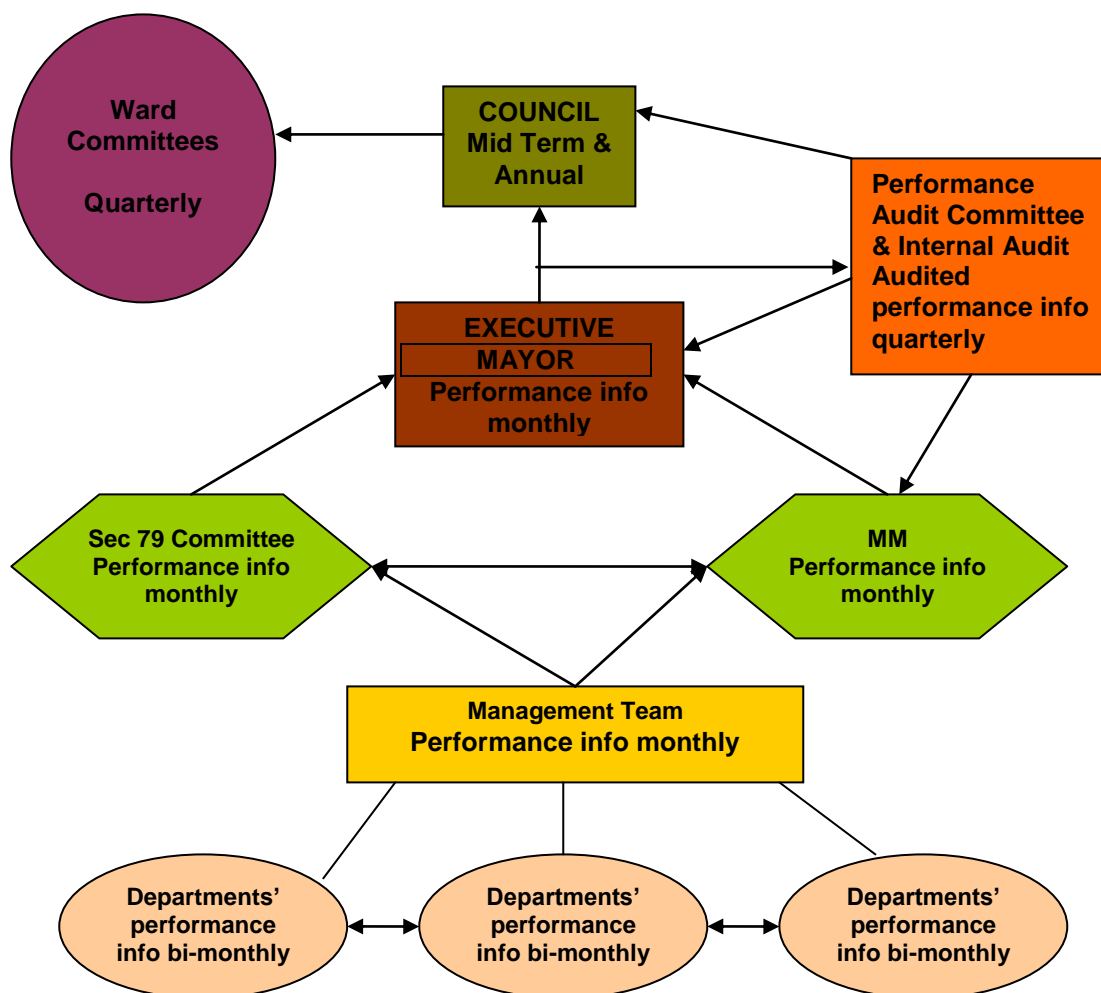 Ward
Committees
Quarterly
COUNCIL
Mid Term &
Annual
Performance
Audit Committee
& Internal Audit
Audited
performance info
quarterly
EXECUTIVE
MAYOR
Performance info
monthly
Sec 79 Committee
Performance info
monthly
MM
Performance info
monthly
Management Team
Performance info monthly
Departments’
performance
info bi-monthly
Departments’
performance
info bi-monthly
Departments’
performance
info bi-monthly